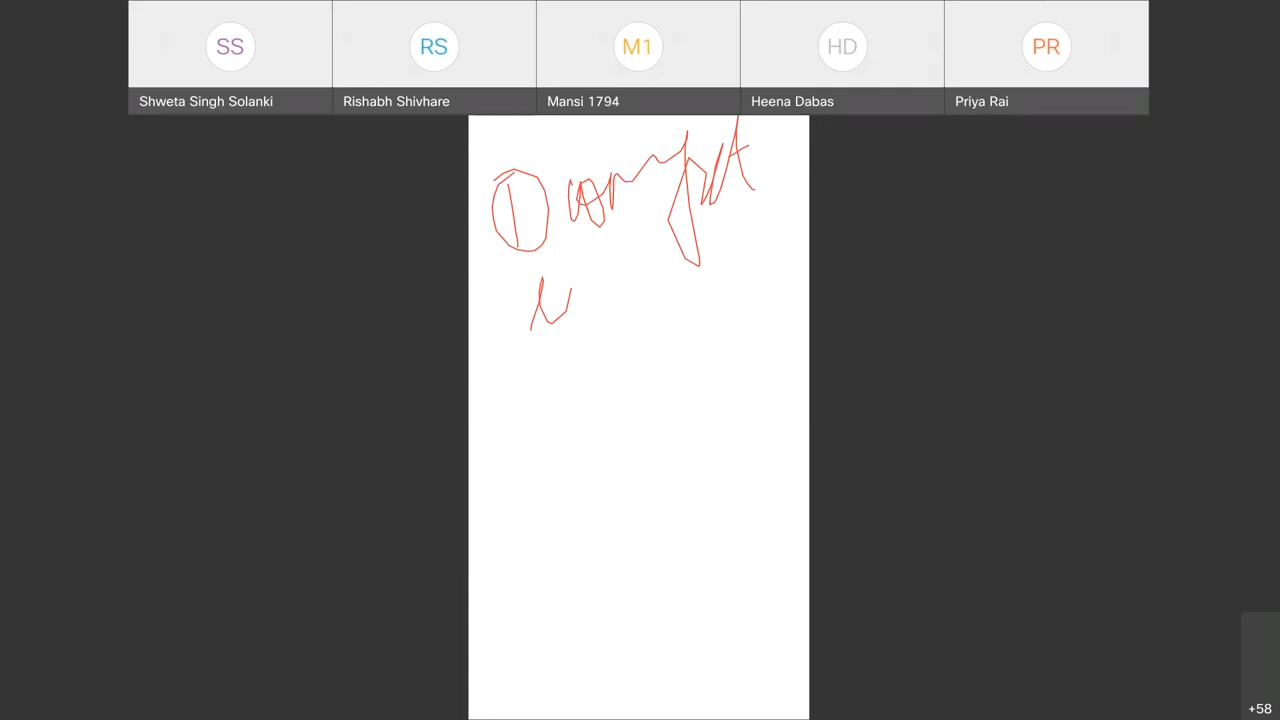 SS RS M1 HD PR
Shweta Singh Solanki Rishabh Shivhare Mansi 1794 Heena Dabas Priya Rai
+58